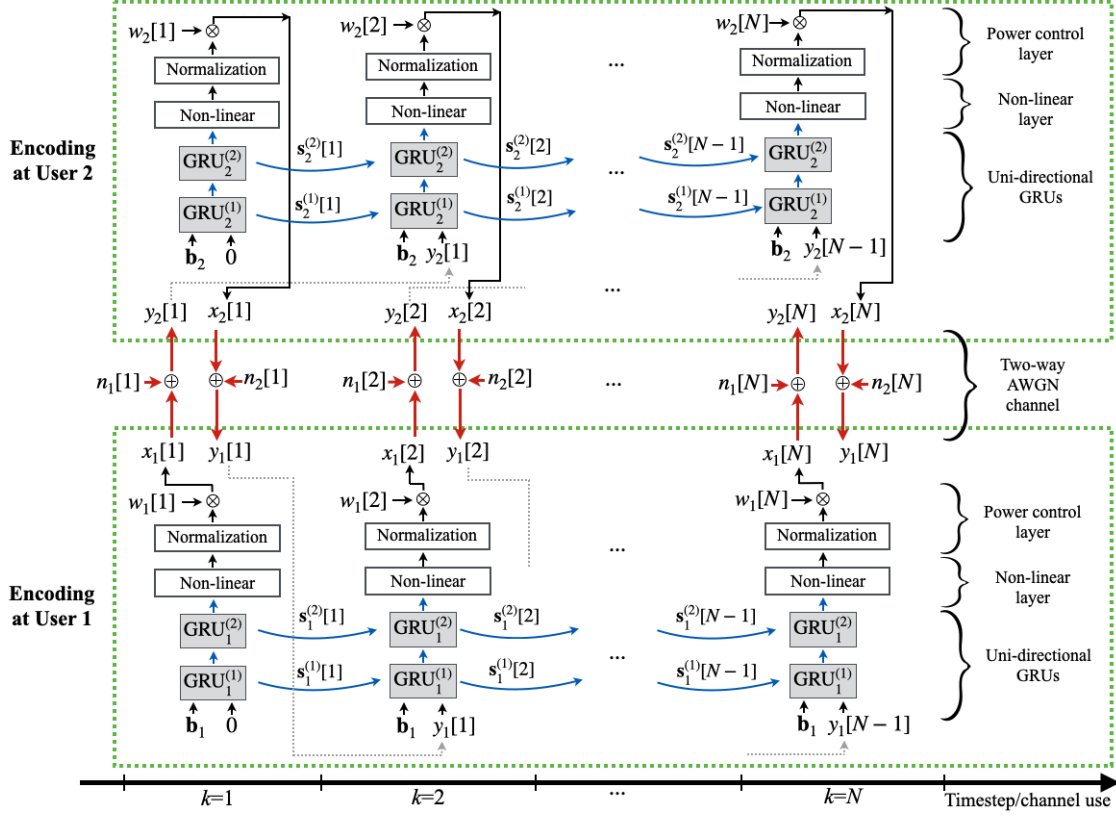 w₂[1] w₂[2] w₂[N] Power control layer
Normalization Normalization ... Normalization
Non-linear Non-linear Non-linear Non-linear layer
Encoding at User 2
GRU₂⁽²⁾ s₂⁽²⁾[1] GRU₂⁽²⁾ s₂⁽²⁾[2] ... s₂⁽²⁾[N − 1] GRU₂⁽²⁾
Uni-directional GRUs
GRU₂⁽¹⁾ s₂⁽¹⁾[1] GRU₂⁽¹⁾ s₂⁽¹⁾[2] ... s₂⁽¹⁾[N − 1] GRU₂⁽¹⁾
b₂ 0 b₂ y₂[1] b₂ y₂[N − 1]
...
y₂[1] x₂[1] y₂[2] x₂[2] y₂[N] x₂[N]
n₁[1] n₂[1] n₁[2] n₂[2] ... n₁[N] n₂[N]
Two-way
AWGN
channel
x₁[1] y₁[1] x₁[2] y₁[2] x₁[N] y₁[N]
w₁[1] w₁[2] w₁[N] Power control layer
Normalization Normalization ... Normalization
Non-linear Non-linear Non-linear Non-linear layer
Encoding at User 1
GRU₁⁽²⁾ s₁⁽²⁾[1] GRU₁⁽²⁾ s₁⁽²⁾[2] ... s₁⁽²⁾[N − 1] GRU₁⁽²⁾
Uni-directional GRUs
GRU₁⁽¹⁾ s₁⁽¹⁾[1] GRU₁⁽¹⁾ s₁⁽¹⁾[2] ... s₁⁽¹⁾[N − 1] GRU₁⁽¹⁾
b₁ 0 b₁ y₁[1] b₁ y₁[N − 1]
k=1 k=2 ... k=N Timestep/channel use